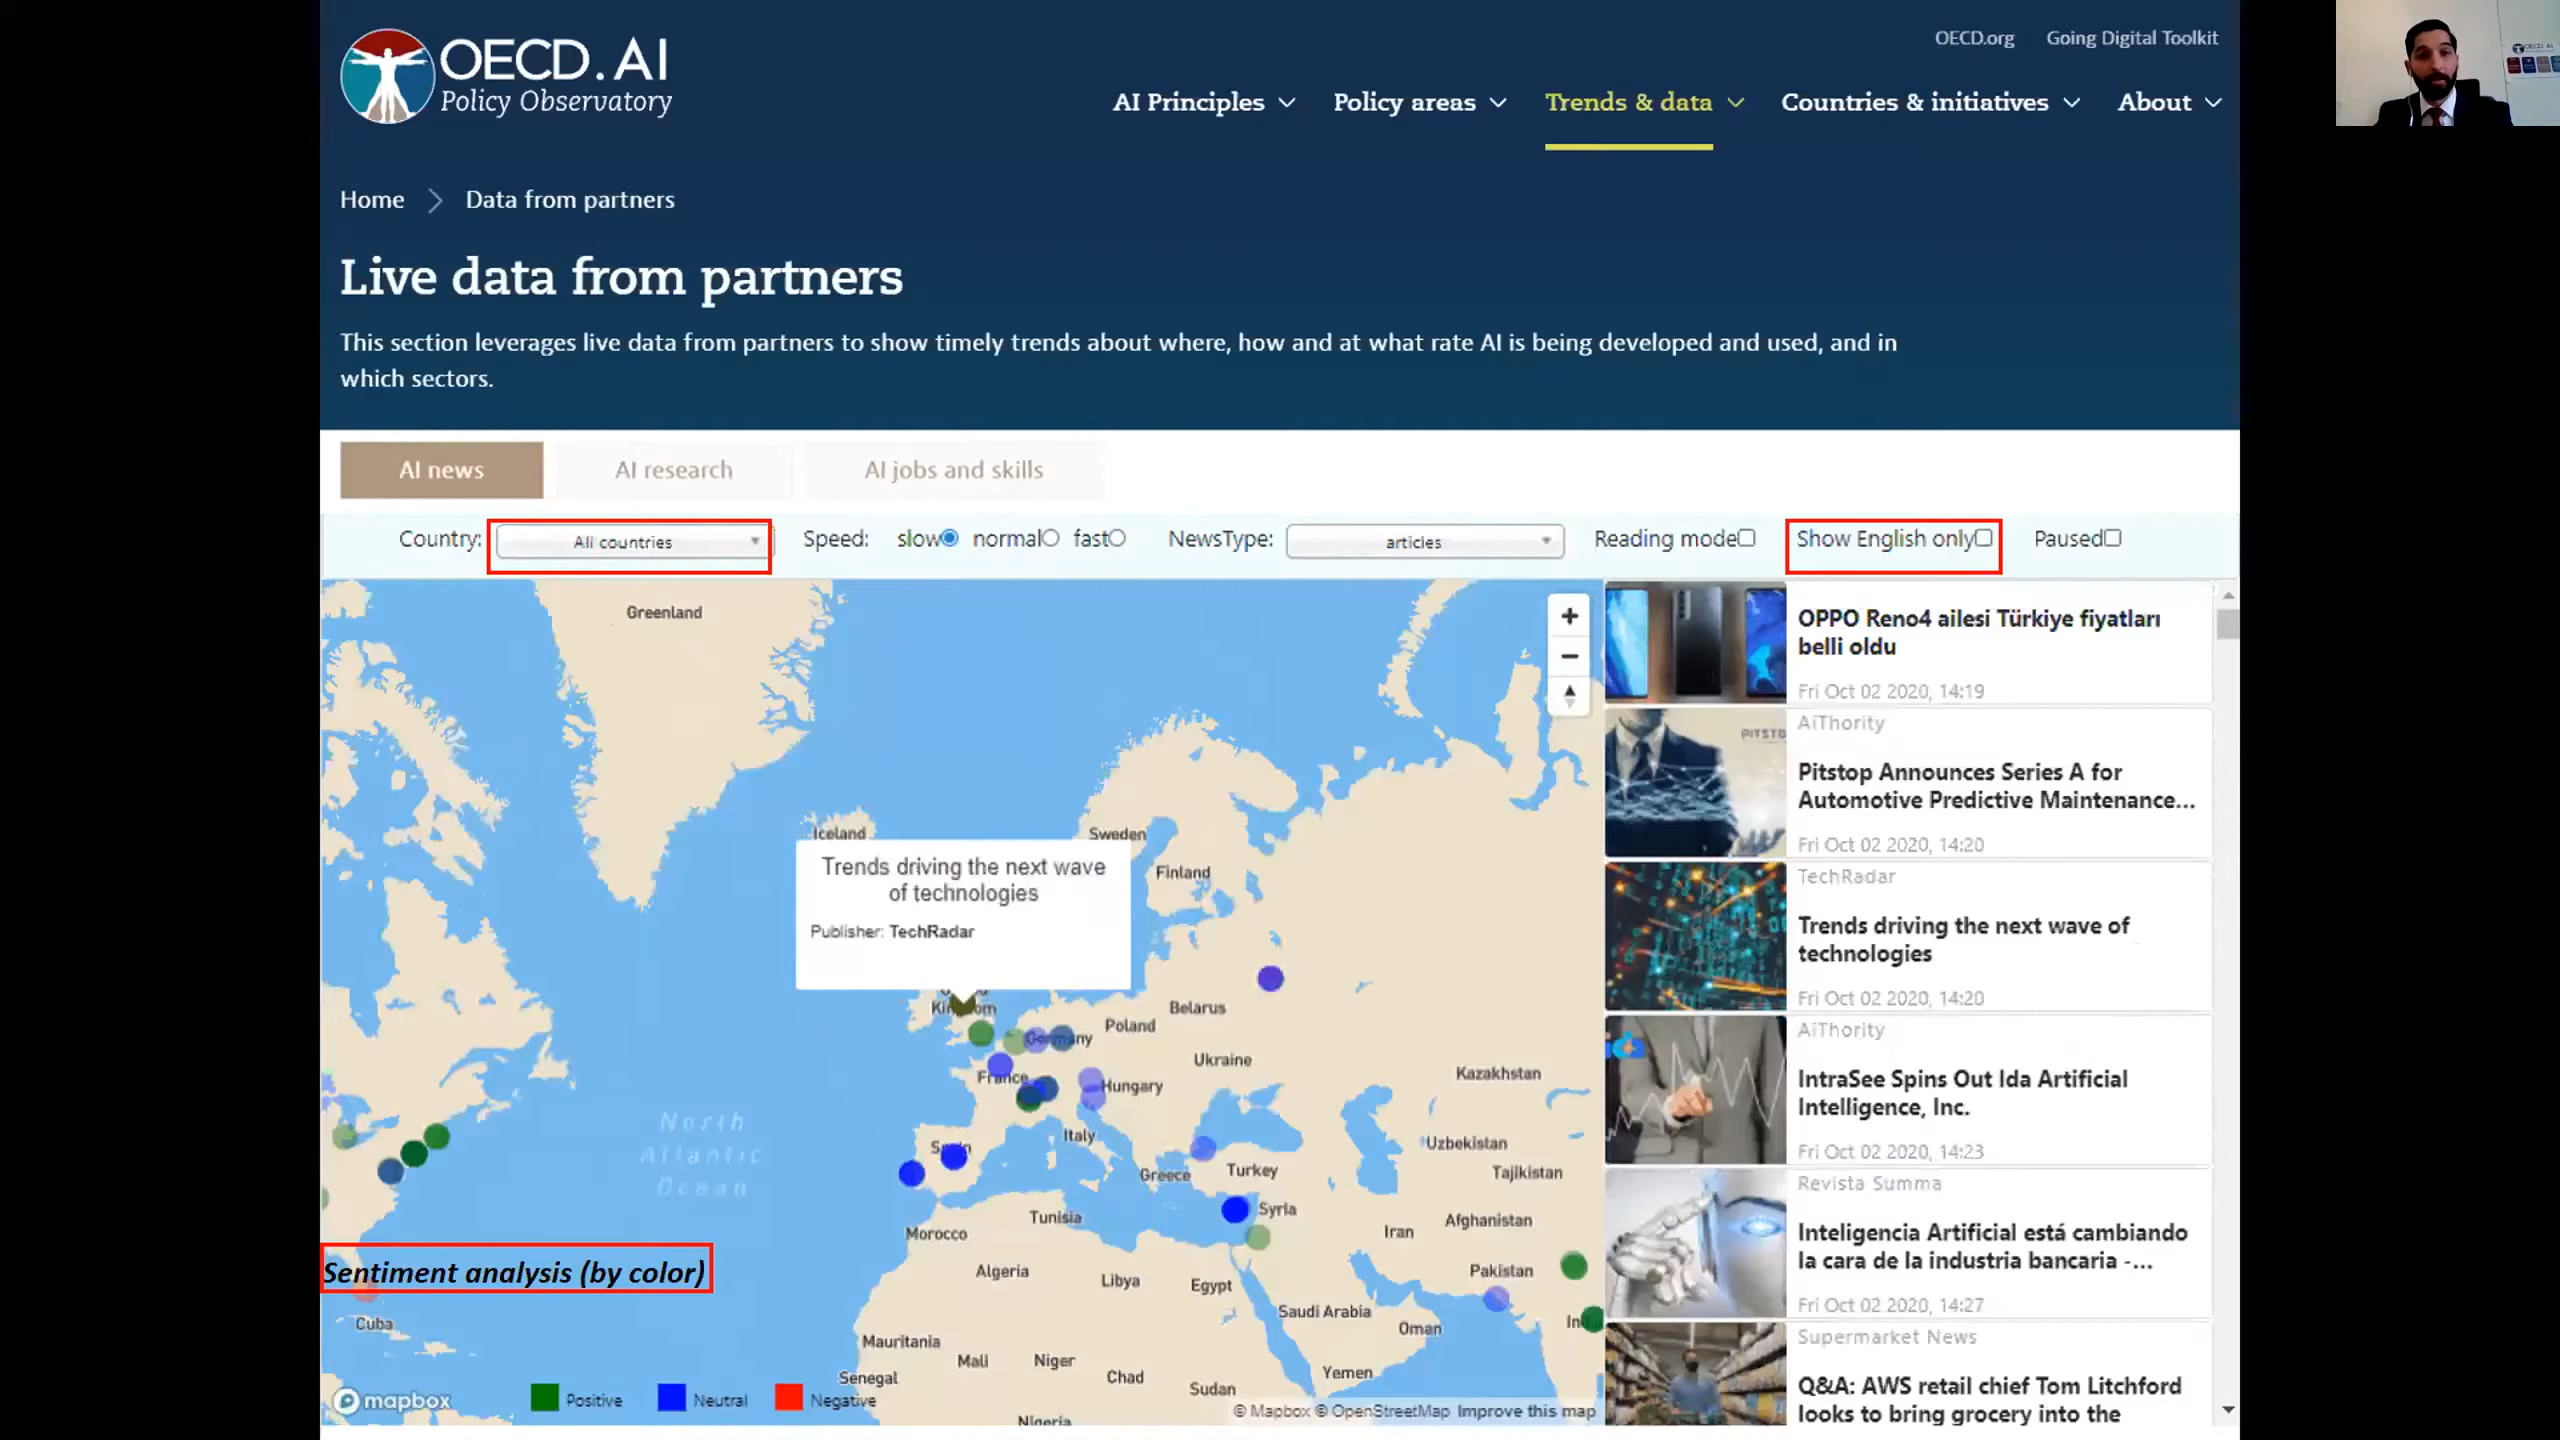 OECD.AI
Policy Observatory
OECD.org Going Digital Toolkit
AI Principles Policy areas Trends & data Countries & initiatives About
Home Data from partners
Live data from partners
This section leverages live data from partners to show timely trends about where, how and at what rate AI is being developed and used, and in
which sectors.
AI news AI research AI jobs and skills
Country: All countries Speed: slow normal fast NewsType: articles Reading mode Show English only Paused
Greenland
Iceland
Sweden
Finland
Trends driving the next wave
of technologies
Publisher: TechRadar
Belarus
Poland
Germany
Ukraine
France
Hungary
Kazakhstan
North
Atlantic
Ocean
Italy
Spain
Uzbekistan
Greece
Turkey
Tajikistan
Syria
Tunisia
Morocco
Iran
Afghanistan
Algeria
Libya
Egypt
Pakistan
Sentiment analysis (by color)
Saudi Arabia
Oman
Cuba
Mauritania
Mali
Niger
Chad
Yemen
Senegal
Sudan
Nigeria
mapbox
Positive Neutral Negative
© Mapbox © OpenStreetMap Improve this map
+
−
OPPO Reno4 ailesi Türkiye fiyatları
belli oldu
Fri Oct 02 2020, 14:19
AiThority
Pitstop Announces Series A for
Automotive Predictive Maintenance...
Fri Oct 02 2020, 14:20
TechRadar
Trends driving the next wave of
technologies
Fri Oct 02 2020, 14:20
AiThority
IntraSee Spins Out Ida Artificial
Intelligence, Inc.
Fri Oct 02 2020, 14:23
Revista Summa
Inteligencia Artificial está cambiando
la cara de la industria bancaria -...
Fri Oct 02 2020, 14:27
Supermarket News
Q&A: AWS retail chief Tom Litchford
looks to bring grocery into the
OECD.AI